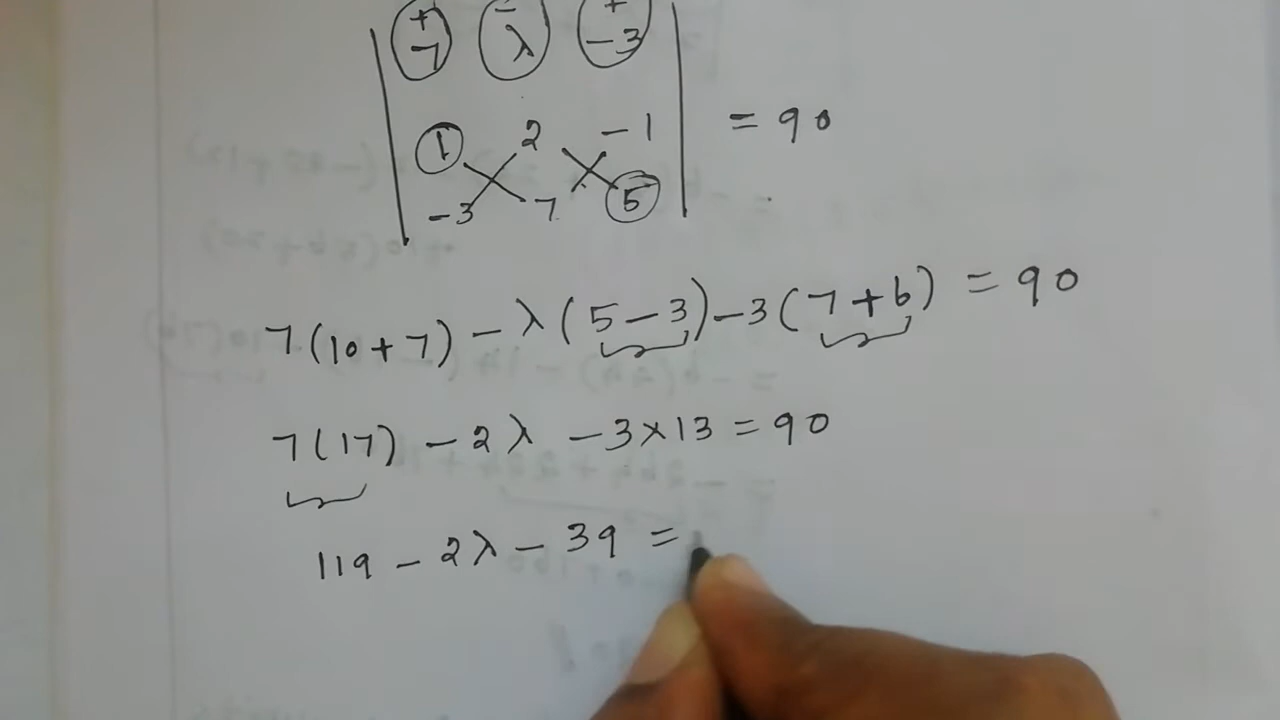 + − +
7 λ −3
1 2 −1 = 90
−3 7 5
7(10+7) − λ(5−3) −3(7+6) = 90
7(17) − 2λ − 3×13 = 90
119 − 2λ − 39 =